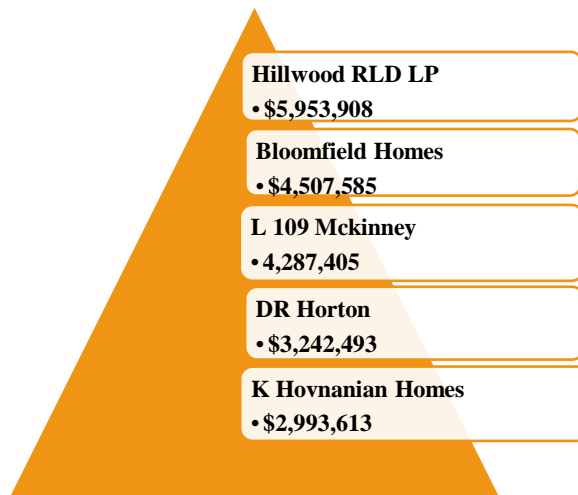 Hillwood RLD LP
• $5,953,908
Bloomfield Homes
• $4,507,585
L 109 Mckinney
• 4,287,405
DR Horton
• $3,242,493
K Hovnanian Homes
• $2,993,613